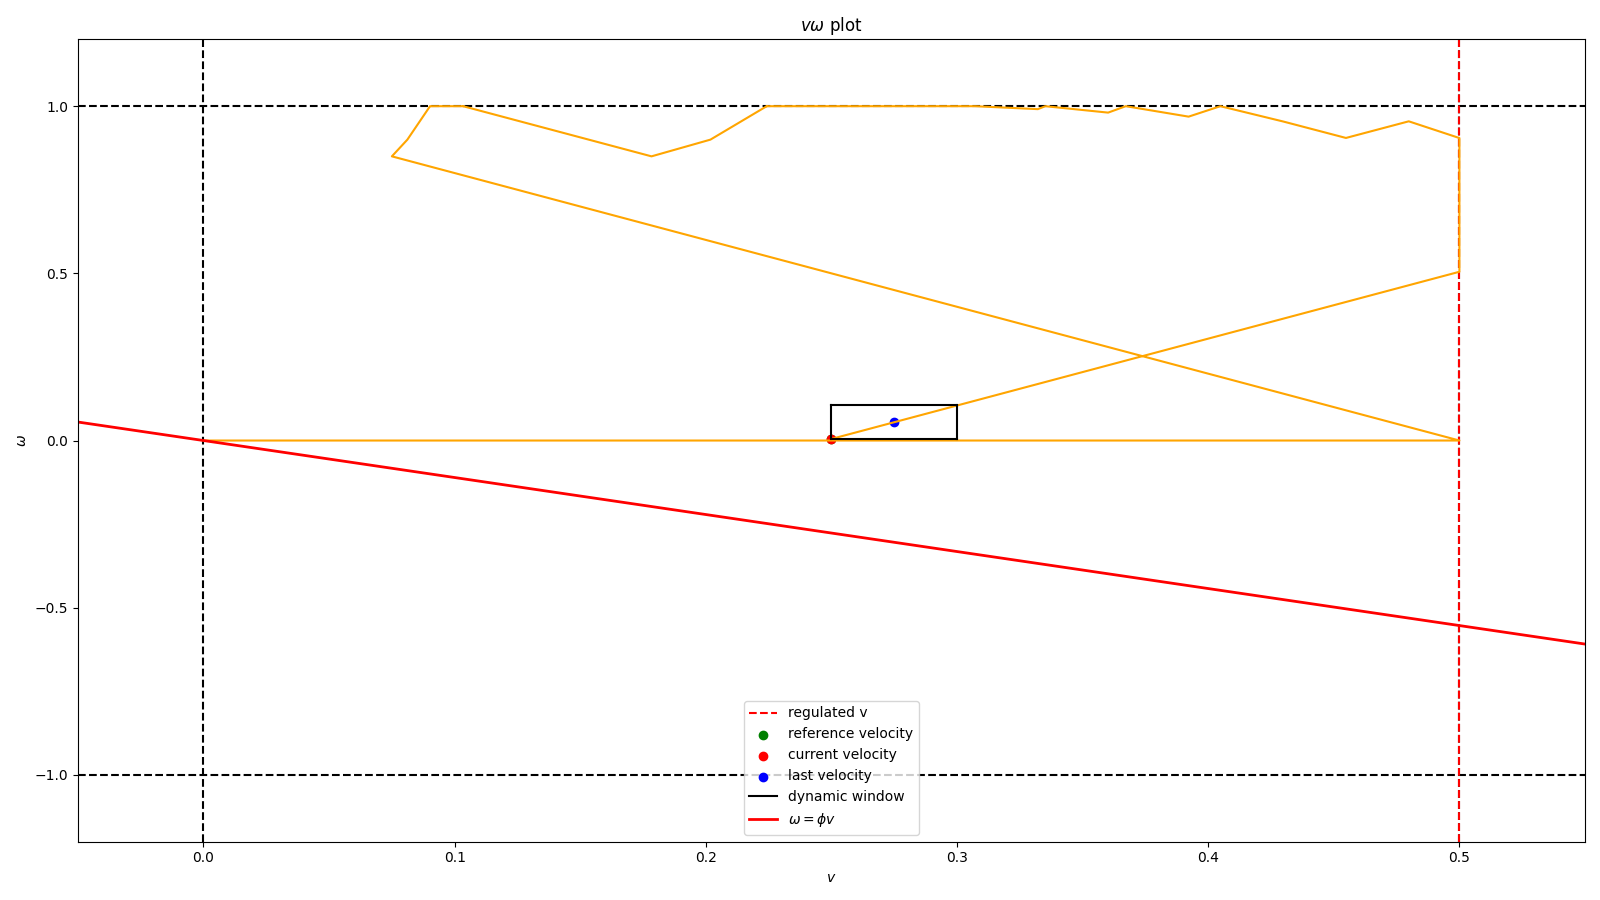 vω plot
1.0
0.5
0.0
−0.5
−1.0
ω
regulated v
reference velocity
current velocity
last velocity
dynamic window
ω = ϕv
0.0 0.1 0.2 0.3 0.4 0.5
v